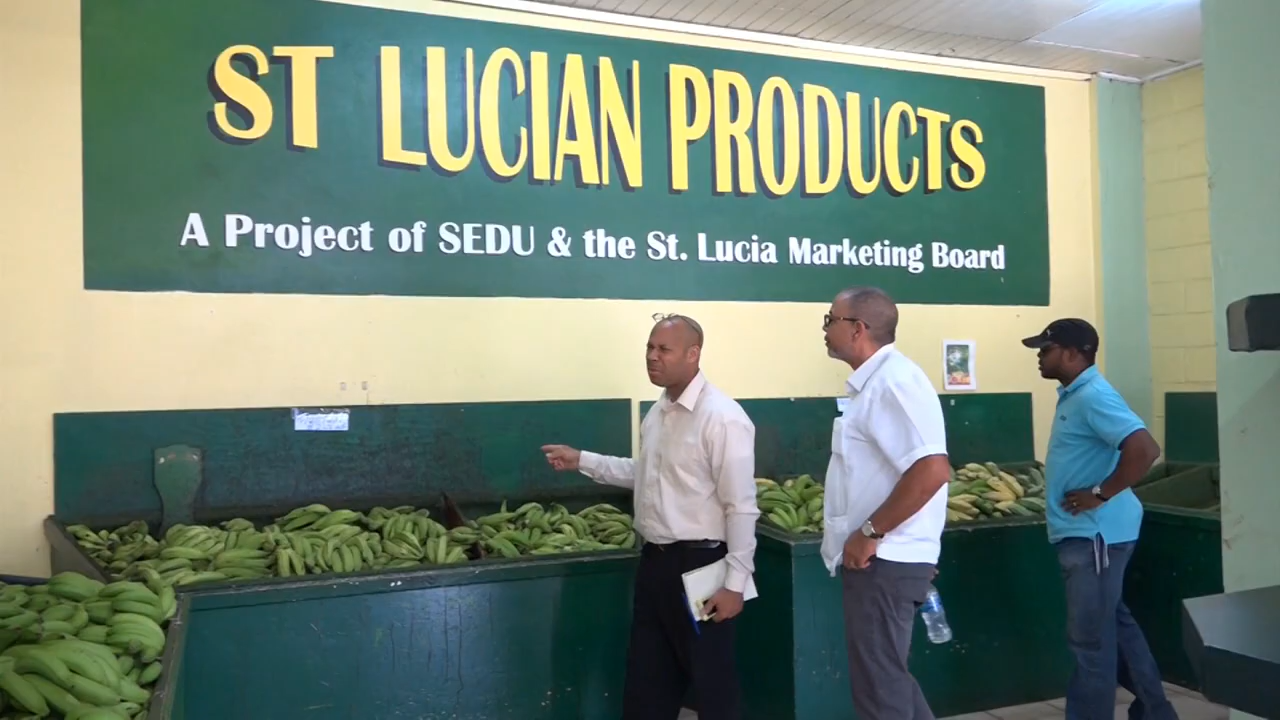 ST LUCIAN PRODUCTS
A Project of SEDU & the St. Lucia Marketing Board